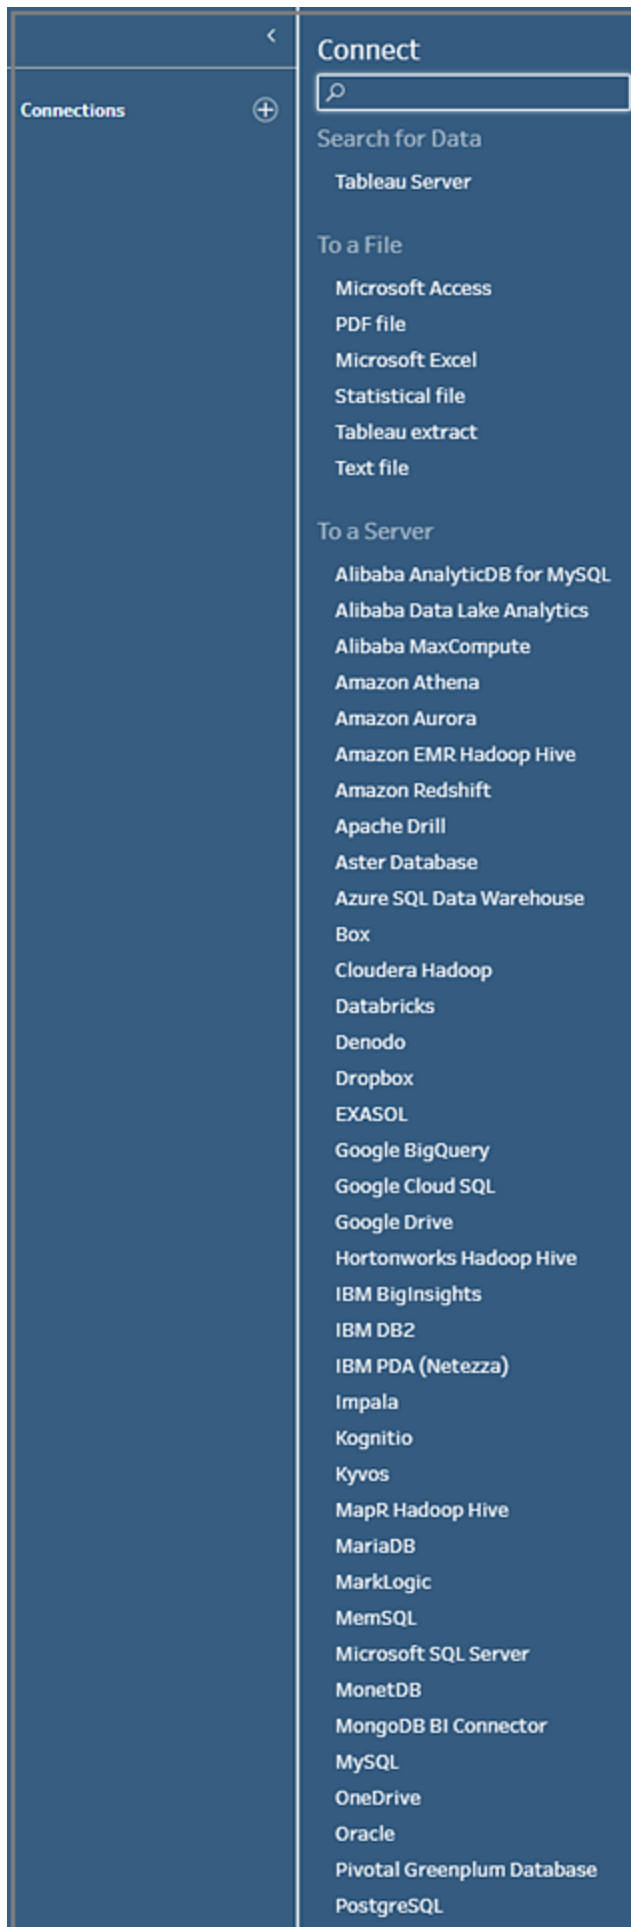 Connections
Connect
Search for Data
Tableau Server
To a File
Microsoft Access
PDF file
Microsoft Excel
Statistical file
Tableau extract
Text file
To a Server
Alibaba AnalyticDB for MySQL
Alibaba Data Lake Analytics
Alibaba MaxCompute
Amazon Athena
Amazon Aurora
Amazon EMR Hadoop Hive
Amazon Redshift
Apache Drill
Aster Database
Azure SQL Data Warehouse
Box
Cloudera Hadoop
Databricks
Denodo
Dropbox
EXASOL
Google BigQuery
Google Cloud SQL
Google Drive
Hortonworks Hadoop Hive
IBM BigInsights
IBM DB2
IBM PDA (Netezza)
Impala
Kognitio
Kyvos
MapR Hadoop Hive
MariaDB
MarkLogic
MemSQL
Microsoft SQL Server
MonetDB
MongoDB BI Connector
MySQL
OneDrive
Oracle
Pivotal Greenplum Database
PostgreSQL